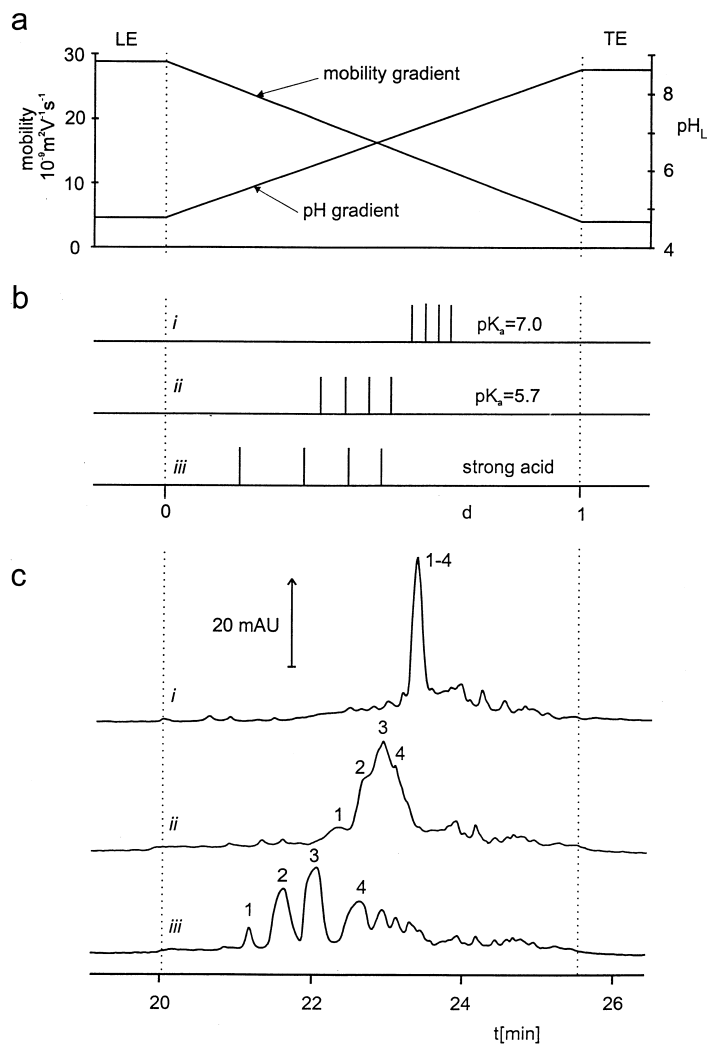 a
LE TE
30
20
10
0
mobility
10⁻⁹m²V⁻¹s⁻¹
mobility gradient
pH gradient
8
6
4
pH_L
b
i pKₐ=7.0
ii pKₐ=5.7
iii strong acid
0 d 1
c
1-4
20 mAU
i
3
2 4
1
ii
3
2
1 4
iii
20 22 24 26
t[min]